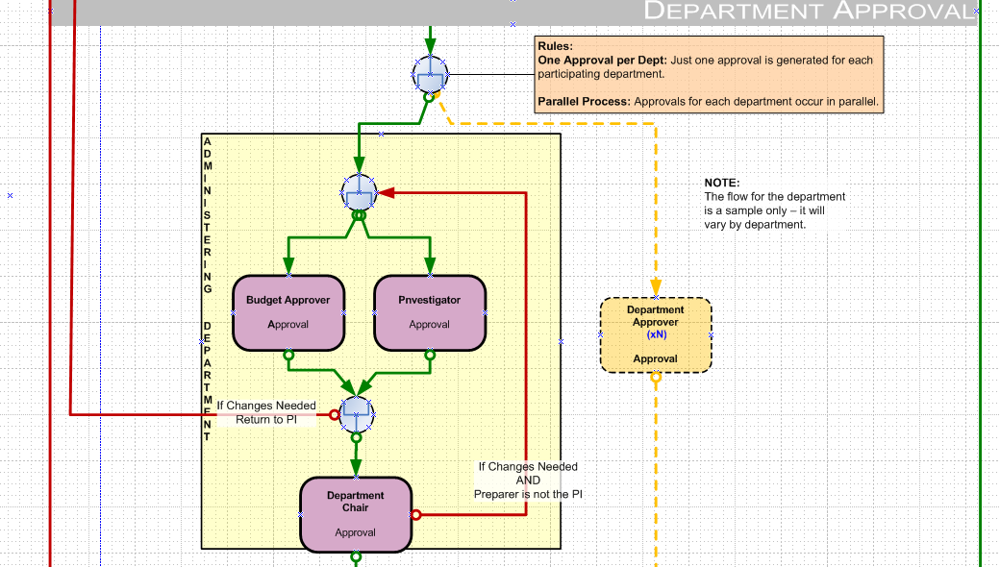 DEPARTMENT APPROVAL
Rules:
One Approval per Dept: Just one approval is generated for each
participating department.
Parallel Process: Approvals for each department occur in parallel.
ADMINISTERING DEPARTMENT
NOTE:
The flow for the department
is a sample only – it will
vary by department.
Budget Approver
Approval
Pnvestigator
Approval
Department
Approver
(xN)
Approval
If Changes Needed
Return to PI
If Changes Needed
AND
Preparer is not the PI
Department
Chair
Approval